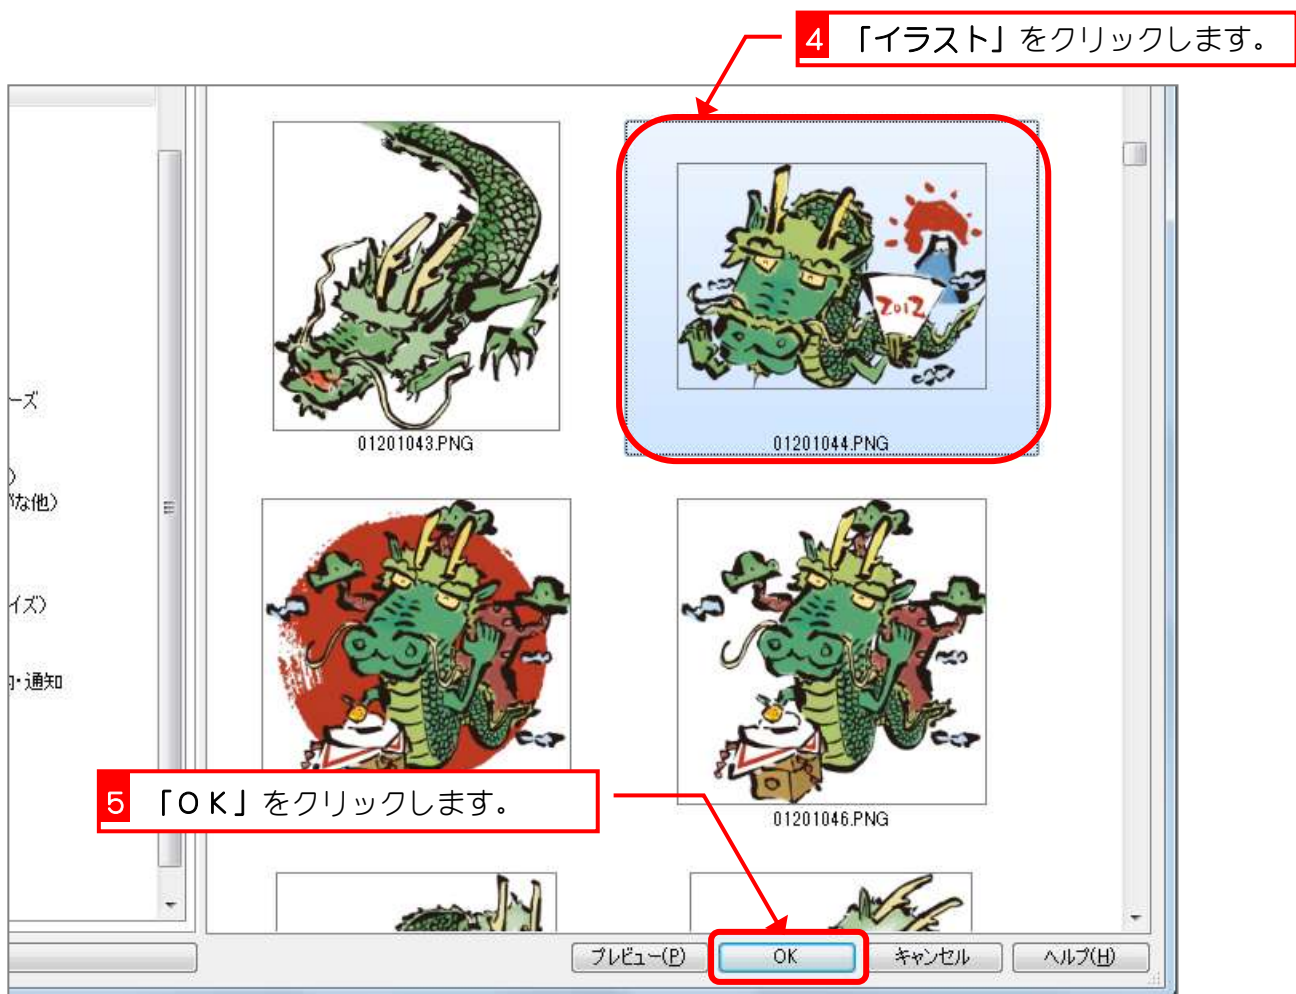 4 「イラスト」をクリックします。
2012
01201043.PNG
01201044.PNG
ーズ
）
な他）
イズ）
・通知
5 「ＯＫ」をクリックします。
01201046.PNG
プレビュー(P)
OK
キャンセル
ヘルプ(H)